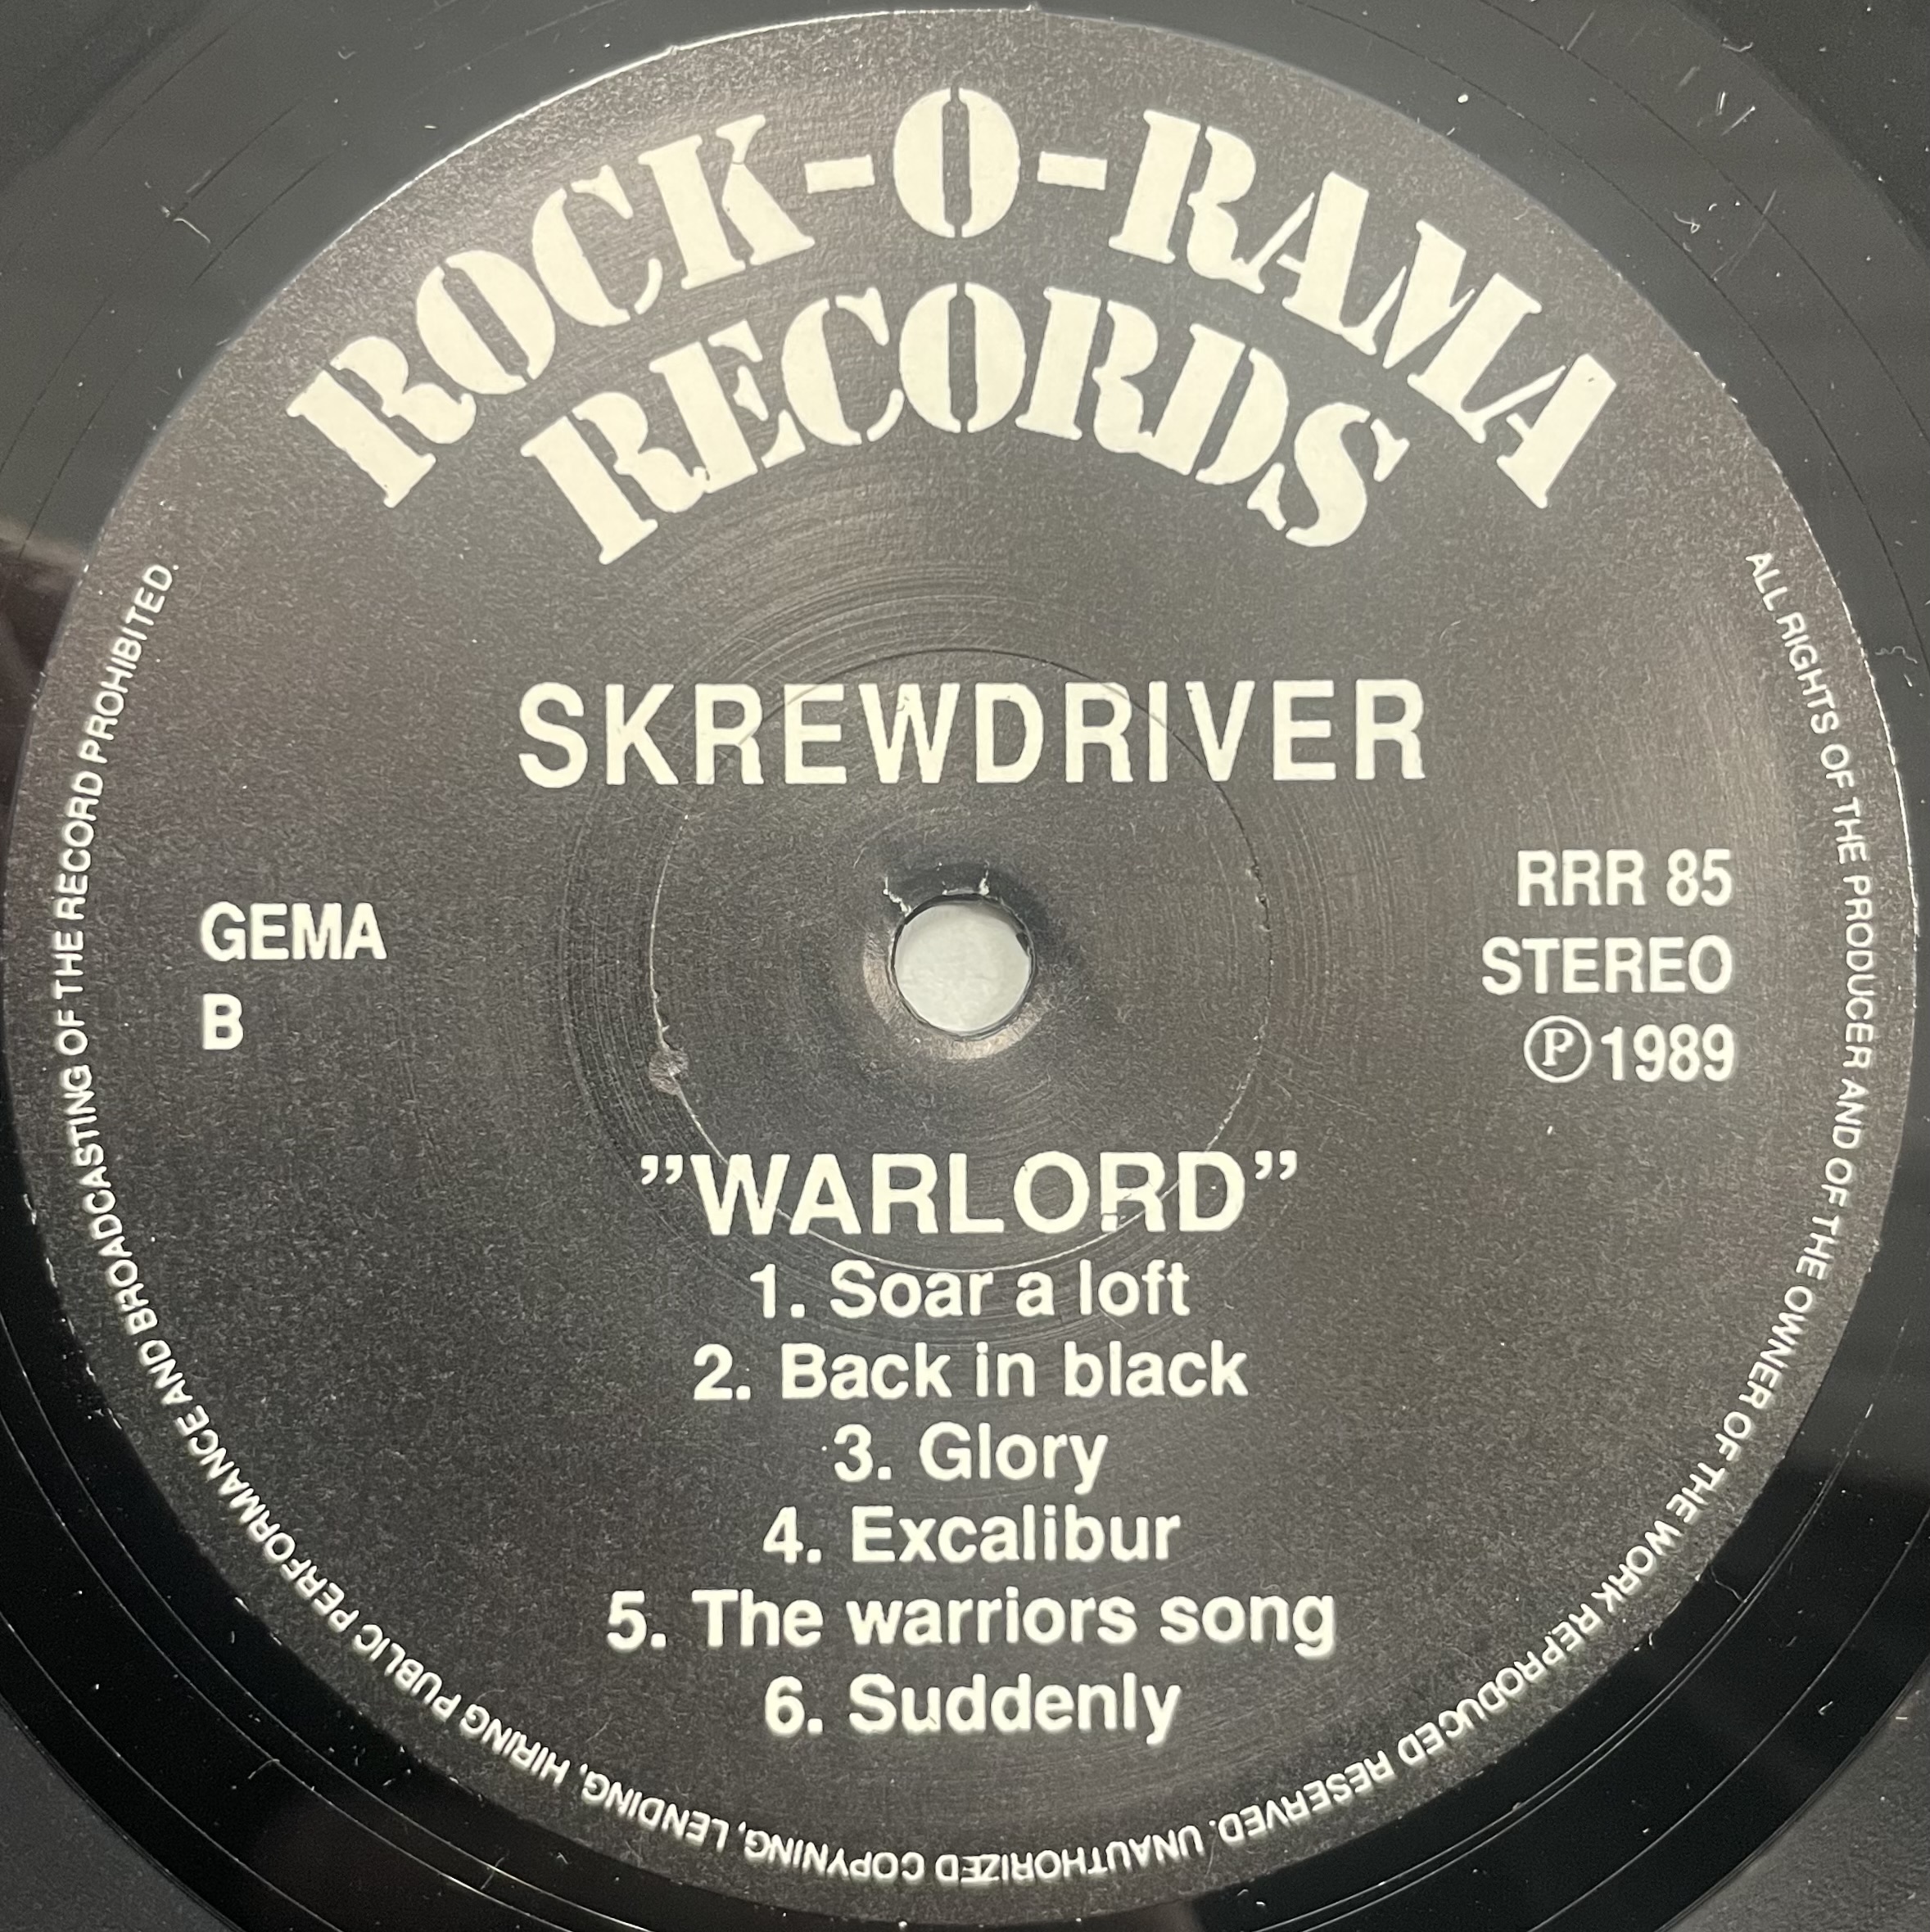 ROCK-O-RAMA
RECORDS
SKREWDRIVER
GEMA
B
RRR 85
STEREO
Ⓟ1989
”WARLORD”
1. Soar a loft
2. Back in black
3. Glory
4. Excalibur
5. The warriors song
6. Suddenly
ALL RIGHTS OF THE PRODUCER AND OF THE OWNER OF THE WORK REPRODUCED RESERVED. UNAUTHORIZED COPYNING, LENDING, HIRING PUBLIC PERFORMANCE AND BROADCASTING OF THE RECORD PROHIBITED.